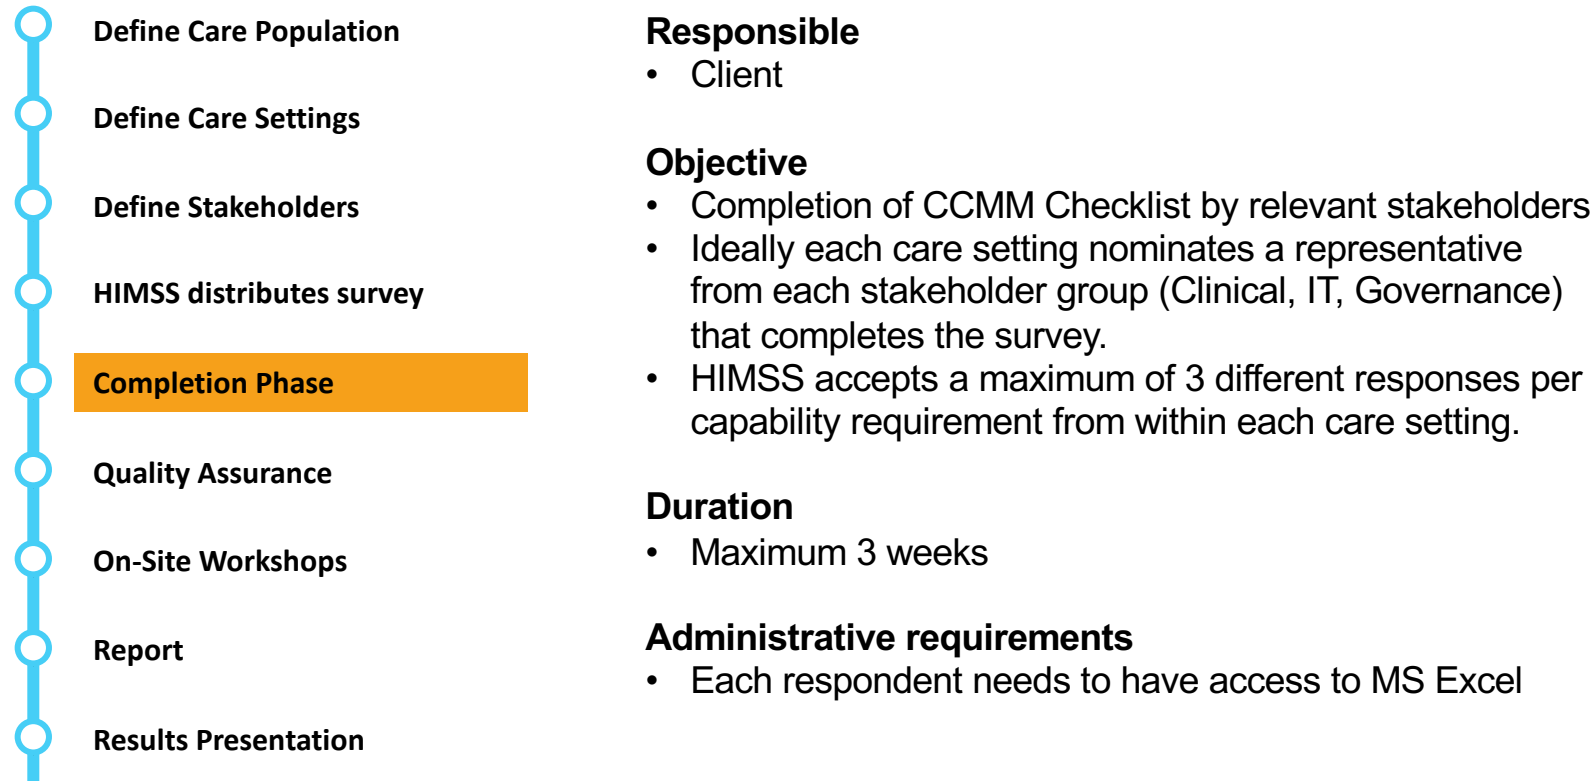 Define Care Population
Define Care Settings
Define Stakeholders
HIMSS distributes survey
Completion Phase
Quality Assurance
On-Site Workshops
Report
Results Presentation
Responsible
• Client
Objective
• Completion of CCMM Checklist by relevant stakeholders
• Ideally each care setting nominates a representative
from each stakeholder group (Clinical, IT, Governance)
that completes the survey.
• HIMSS accepts a maximum of 3 different responses per
capability requirement from within each care setting.
Duration
• Maximum 3 weeks
Administrative requirements
• Each respondent needs to have access to MS Excel